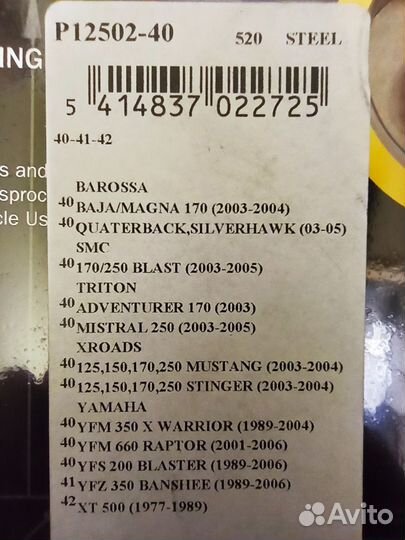 P12502-40 520 STEEL
ING
5 414837 022725
40-41-42
s and
sproc
cle Us
BAROSSA
40 BAJA/MAGNA 170 (2003-2004)
40 QUATERBACK,SILVERHAWK (03-05)
SMC
40 170/250 BLAST (2003-2005)
TRITON
40 ADVENTURER 170 (2003)
40 MISTRAL 250 (2003-2005)
XROADS
40 125,150,170,250 MUSTANG (2003-2004)
40 125,150,170,250 STINGER (2003-2004)
YAMAHA
40 YFM 350 X WARRIOR (1989-2004)
40 YFM 660 RAPTOR (2001-2006)
40 YFS 200 BLASTER (1989-2006)
41 YFZ 350 BANSHEE (1989-2006)
42 XT 500 (1977-1989)
Avito